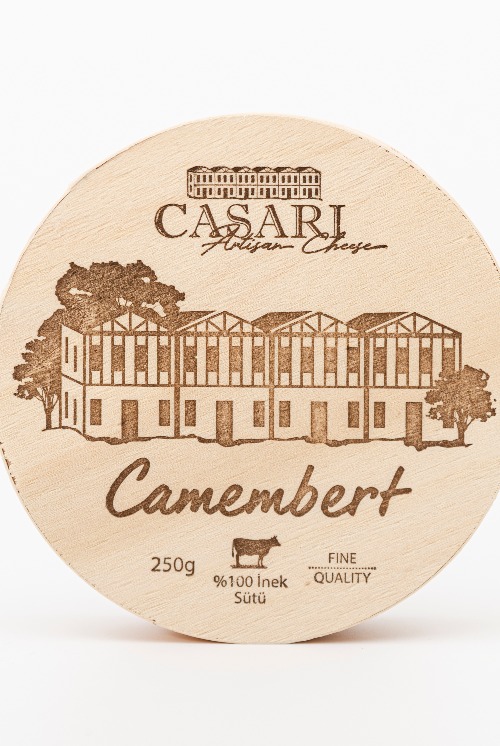 CASARI
Artisan Cheese
Camembert
250g
%100 İnek
Sütü
FINE
QUALITY